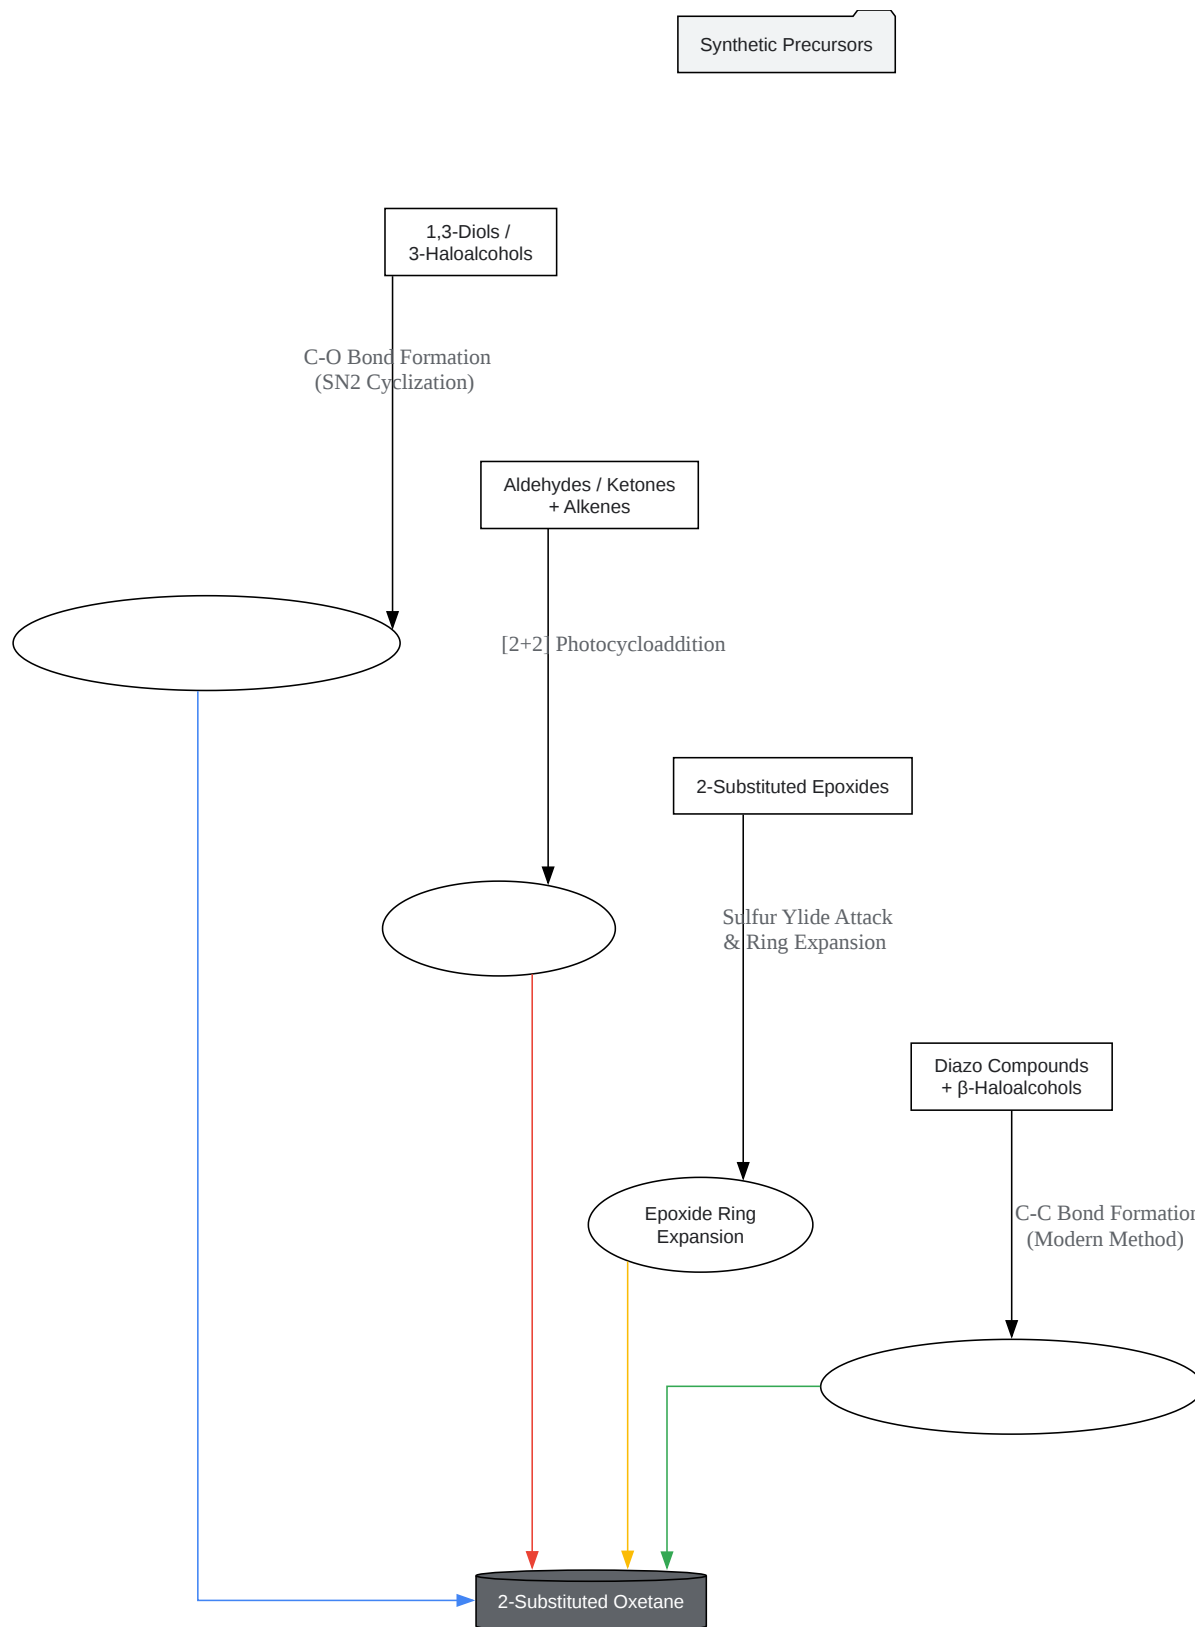 Synthetic Precursors
1,3-Diols /
3-Haloalcohols
C-O Bond Formation
(SN2 Cyclization)
Aldehydes / Ketones
+ Alkenes
[2+2] Photocycloaddition
2-Substituted Epoxides
Sulfur Ylide Attack
& Ring Expansion
Diazo Compounds
+ β-Haloalcohols
Epoxide Ring
Expansion
C-C Bond Formation
(Modern Method)
2-Substituted Oxetane